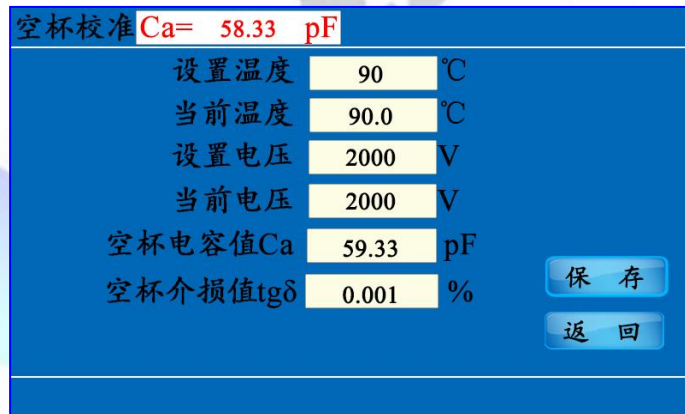 空杯校准 Ca= 58.33 pF
设置温度 90 ℃
当前温度 90.0 ℃
设置电压 2000 V
当前电压 2000 V
空杯电容值Ca 59.33 pF
空杯介损值tgδ 0.001 %
保 存
返 回